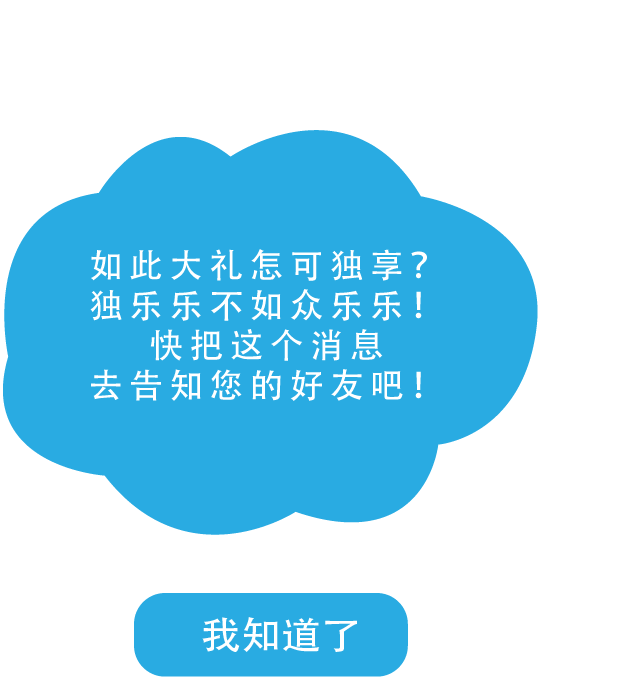 如此大礼怎可独享?
独乐乐不如众乐乐!
快把这个消息
去告知您的好友吧!
我知道了